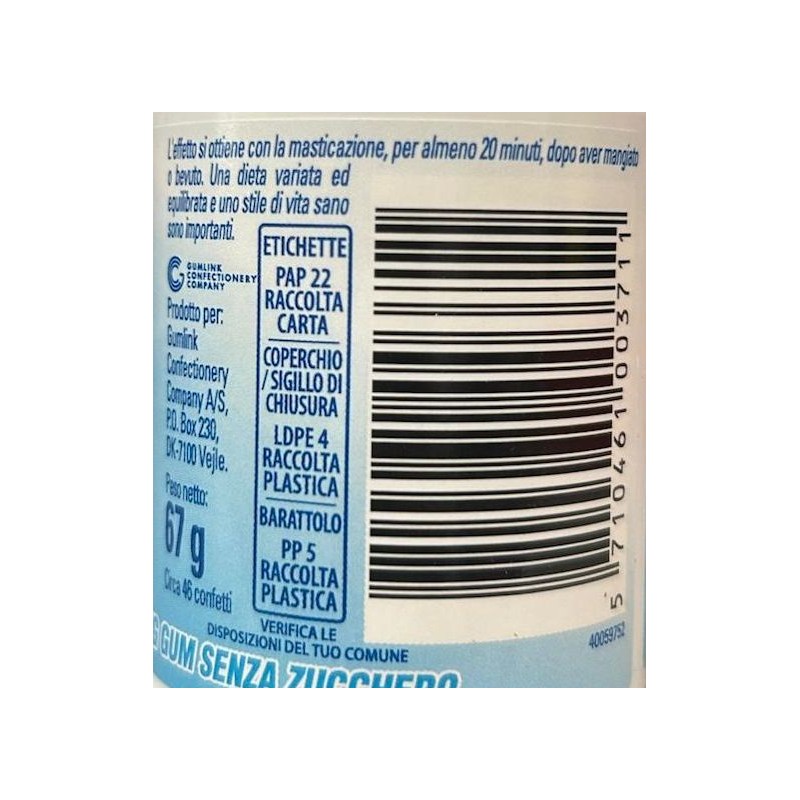 L'effetto si ottiene con la masticazione, per almeno 20 minuti, dopo aver mangiato
o bevuto. Una dieta variata ed
equilibrata e uno stile di vita sano
sono importanti.
GUMLINK
CONFECTIONERY
COMPANY
Prodotto per:
Gumlink
Confectionery
Company A/S,
P.O. Box 230,
DK-7100 Vejle.
Peso netto:
67 g
Circa 46 confetti
ETICHETTE
PAP 22
RACCOLTA
CARTA
COPERCHIO
/ SIGILLO DI
CHIUSURA
LDPE 4
RACCOLTA
PLASTICA
BARATTOLO
PP 5
RACCOLTA
PLASTICA
VERIFICA LE
DISPOSIZIONI DEL TUO COMUNE
5 710461 003711
40059752
G GUM SENZA ZUCCHERO